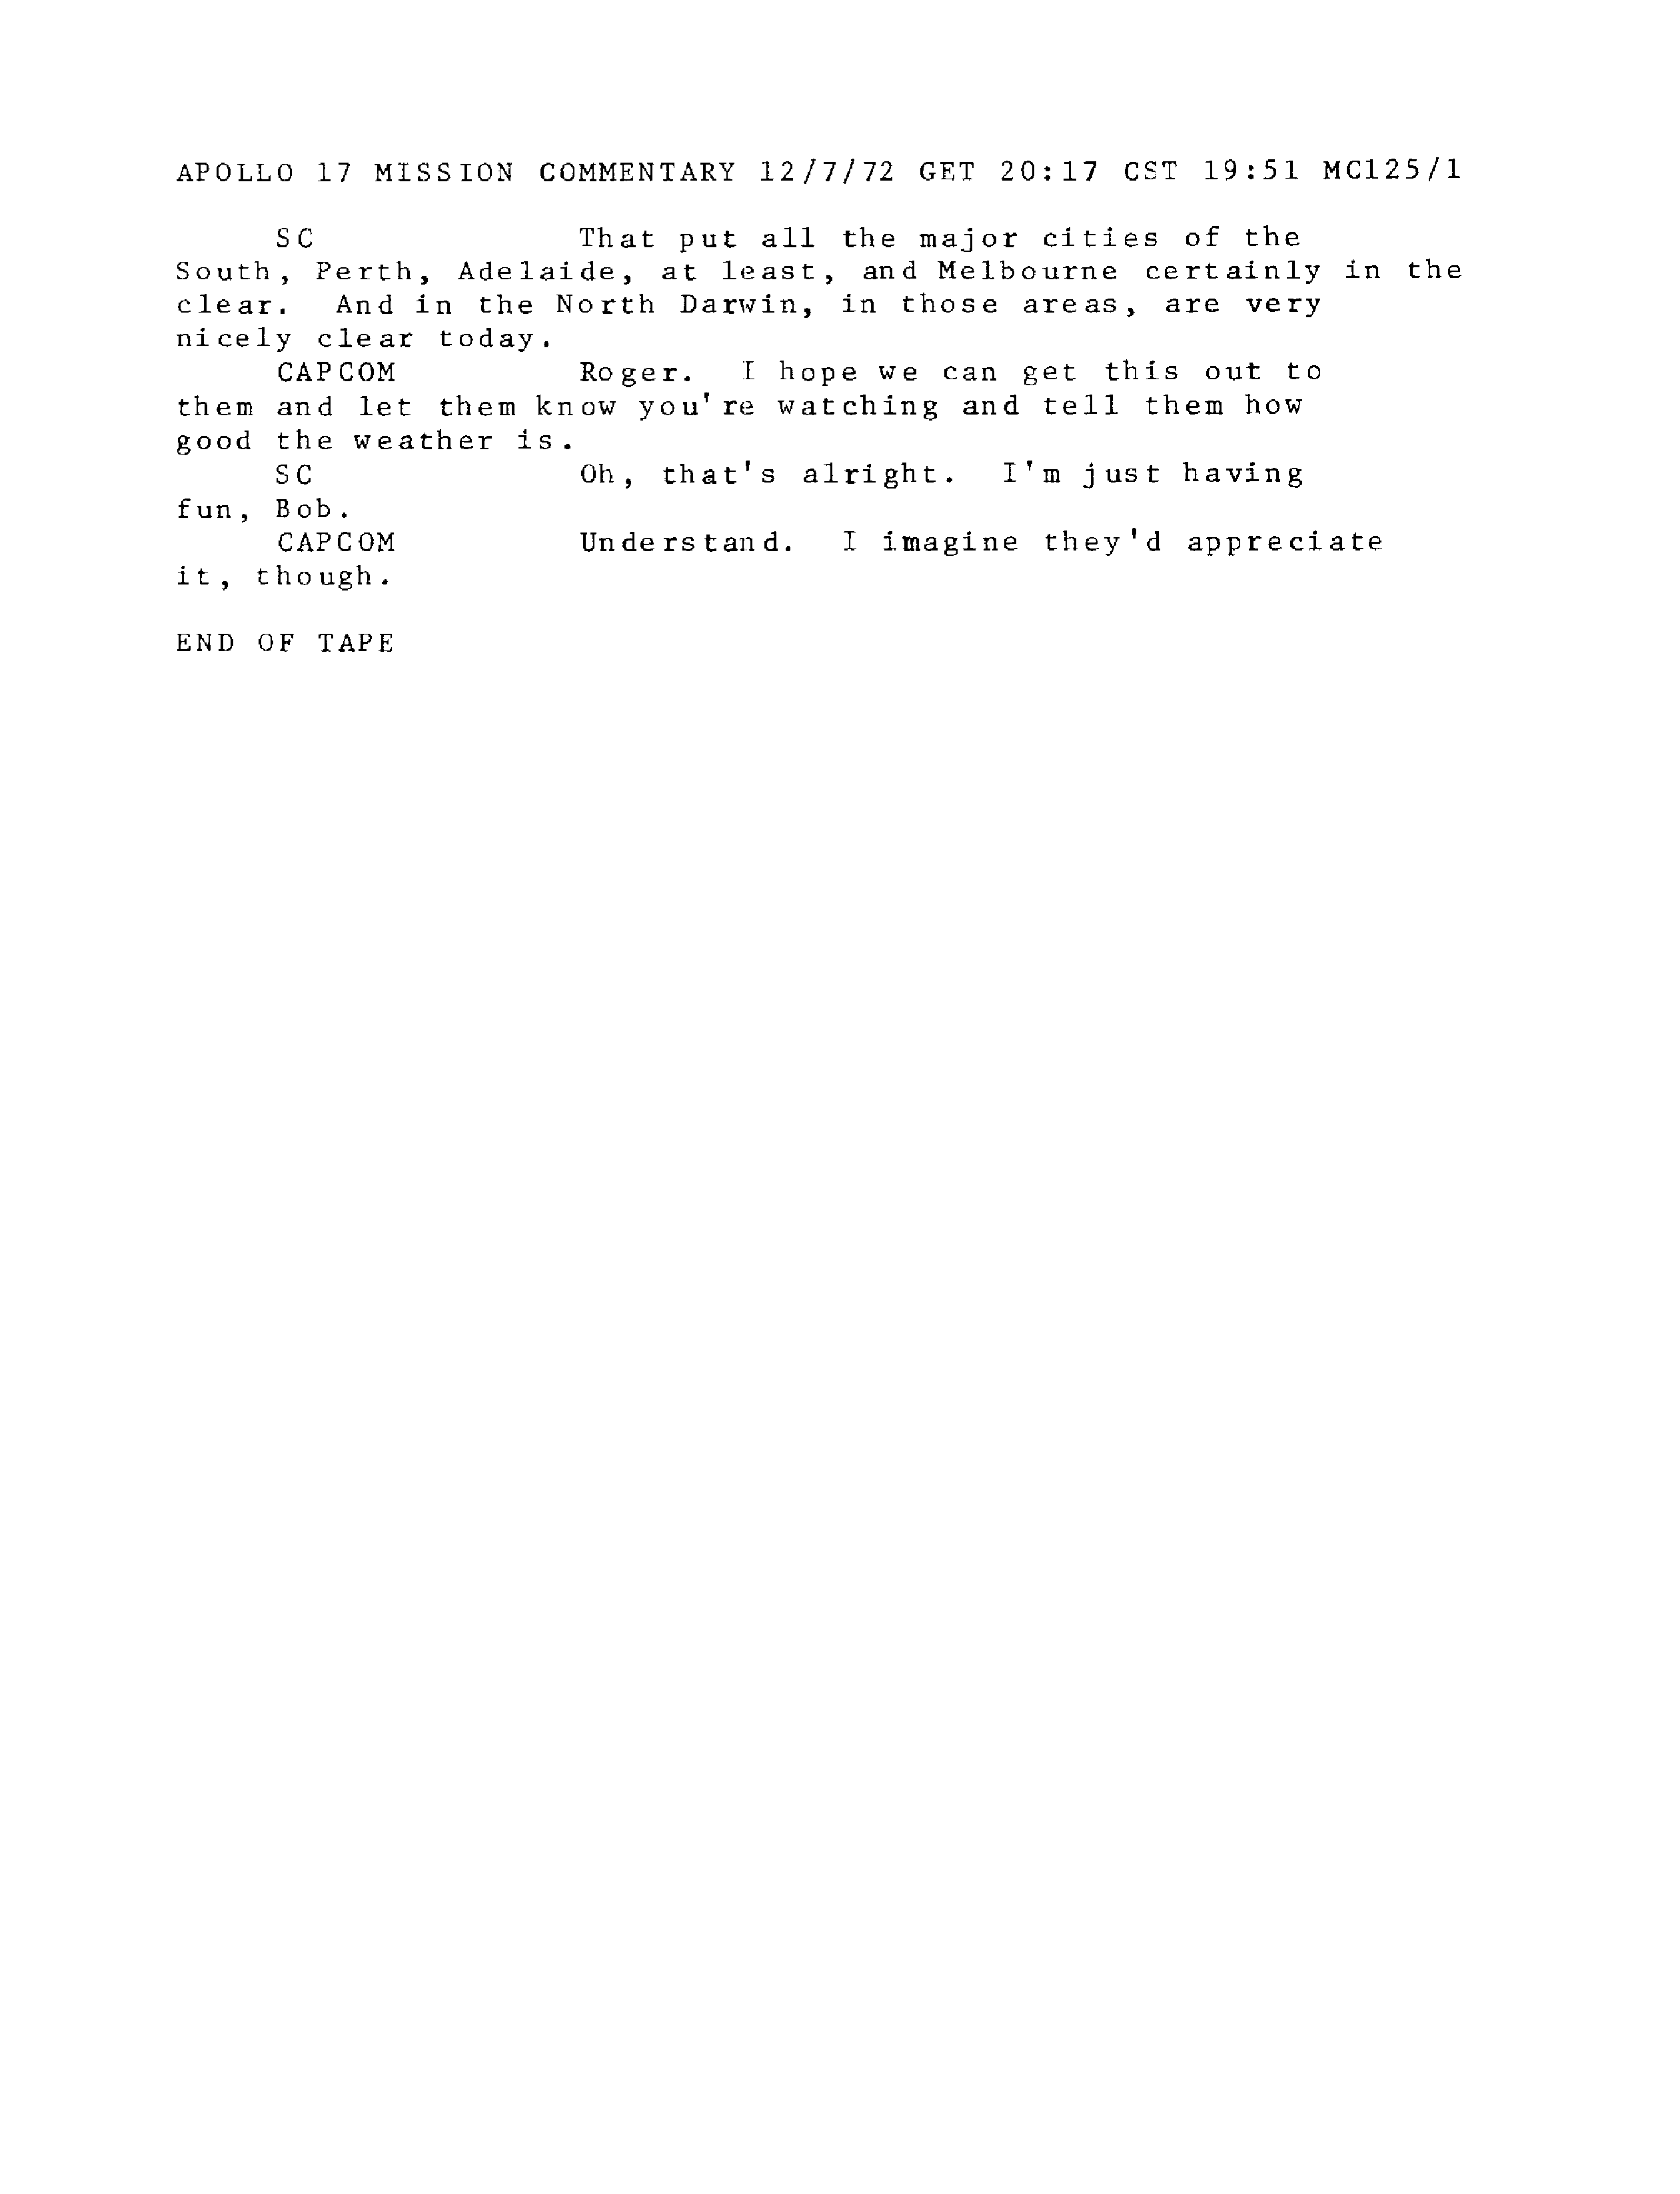 APOLLO 17 MISSION COMMENTARY 12/7/72 GET 20:17 CST 19:51 MC125/1
SC That put all the major cities of the
South, Perth, Adelaide, at least, and Melbourne certainly in the
clear. And in the North Darwin, in those areas, are very
nicely clear today.
CAPCOM Roger. I hope we can get this out to
them and let them know you're watching and tell them how
good the weather is.
SC Oh, that's alright. I'm just having
fun, Bob.
CAPCOM Understand. I imagine they'd appreciate
it, though.
END OF TAPE